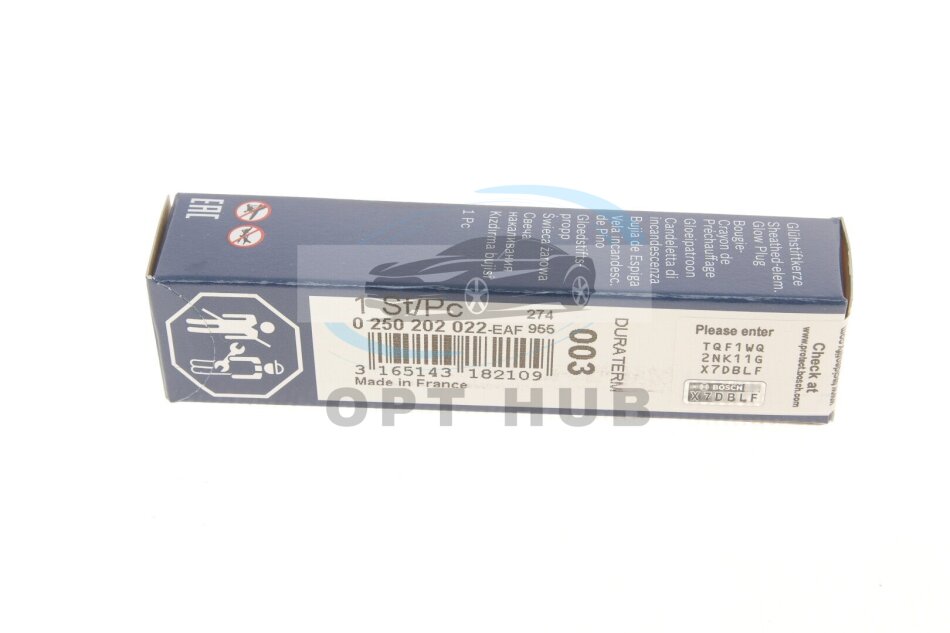 EAC
Glühstiftkerze
Sheathed-elem.
Glow Plug
Bougie-
Crayon de
Préchauffage
Gloeipatroon
Candeletta di
incandescenza
Bujía de Espiga
Vela incandesc.
de Pino
Gloedstiftsc
propp
Świeca żarowa
Свеча
накаливания
Kızdırma bujisi
1 Pc
1 St/Pc
274
0 250 202 022-EAF 955
3 165143 182109
Made in France
003
DURATERM
Please enter
TQF1WQ
2NK11G
X7DBLF
BOSCH
X7DBLF
Check at
www.protect.bosch.com
OPT HUB